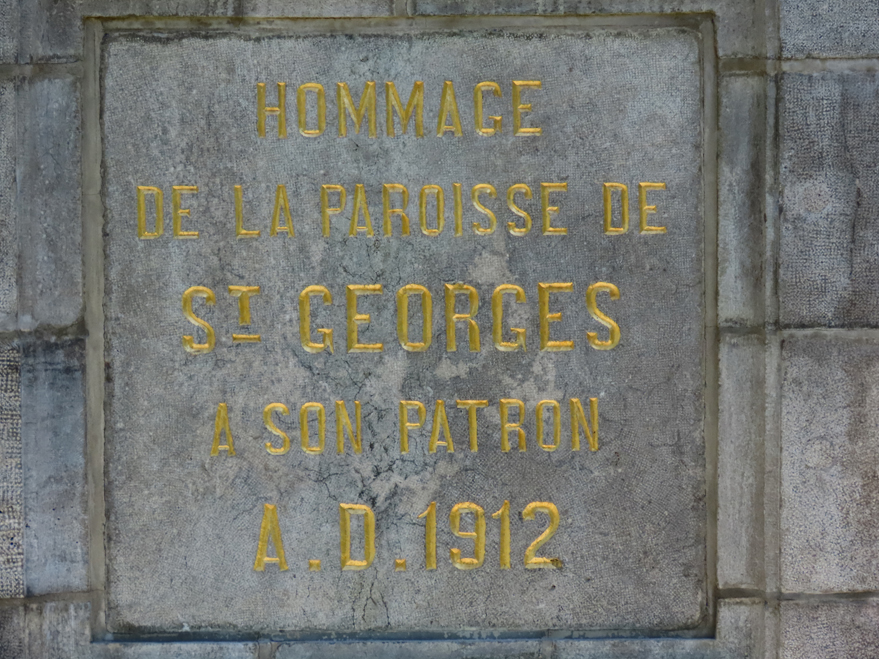 HOMMAGE
DE LA PAROISSE DE
ST GEORGES
A SON PATRON
A.D.1912